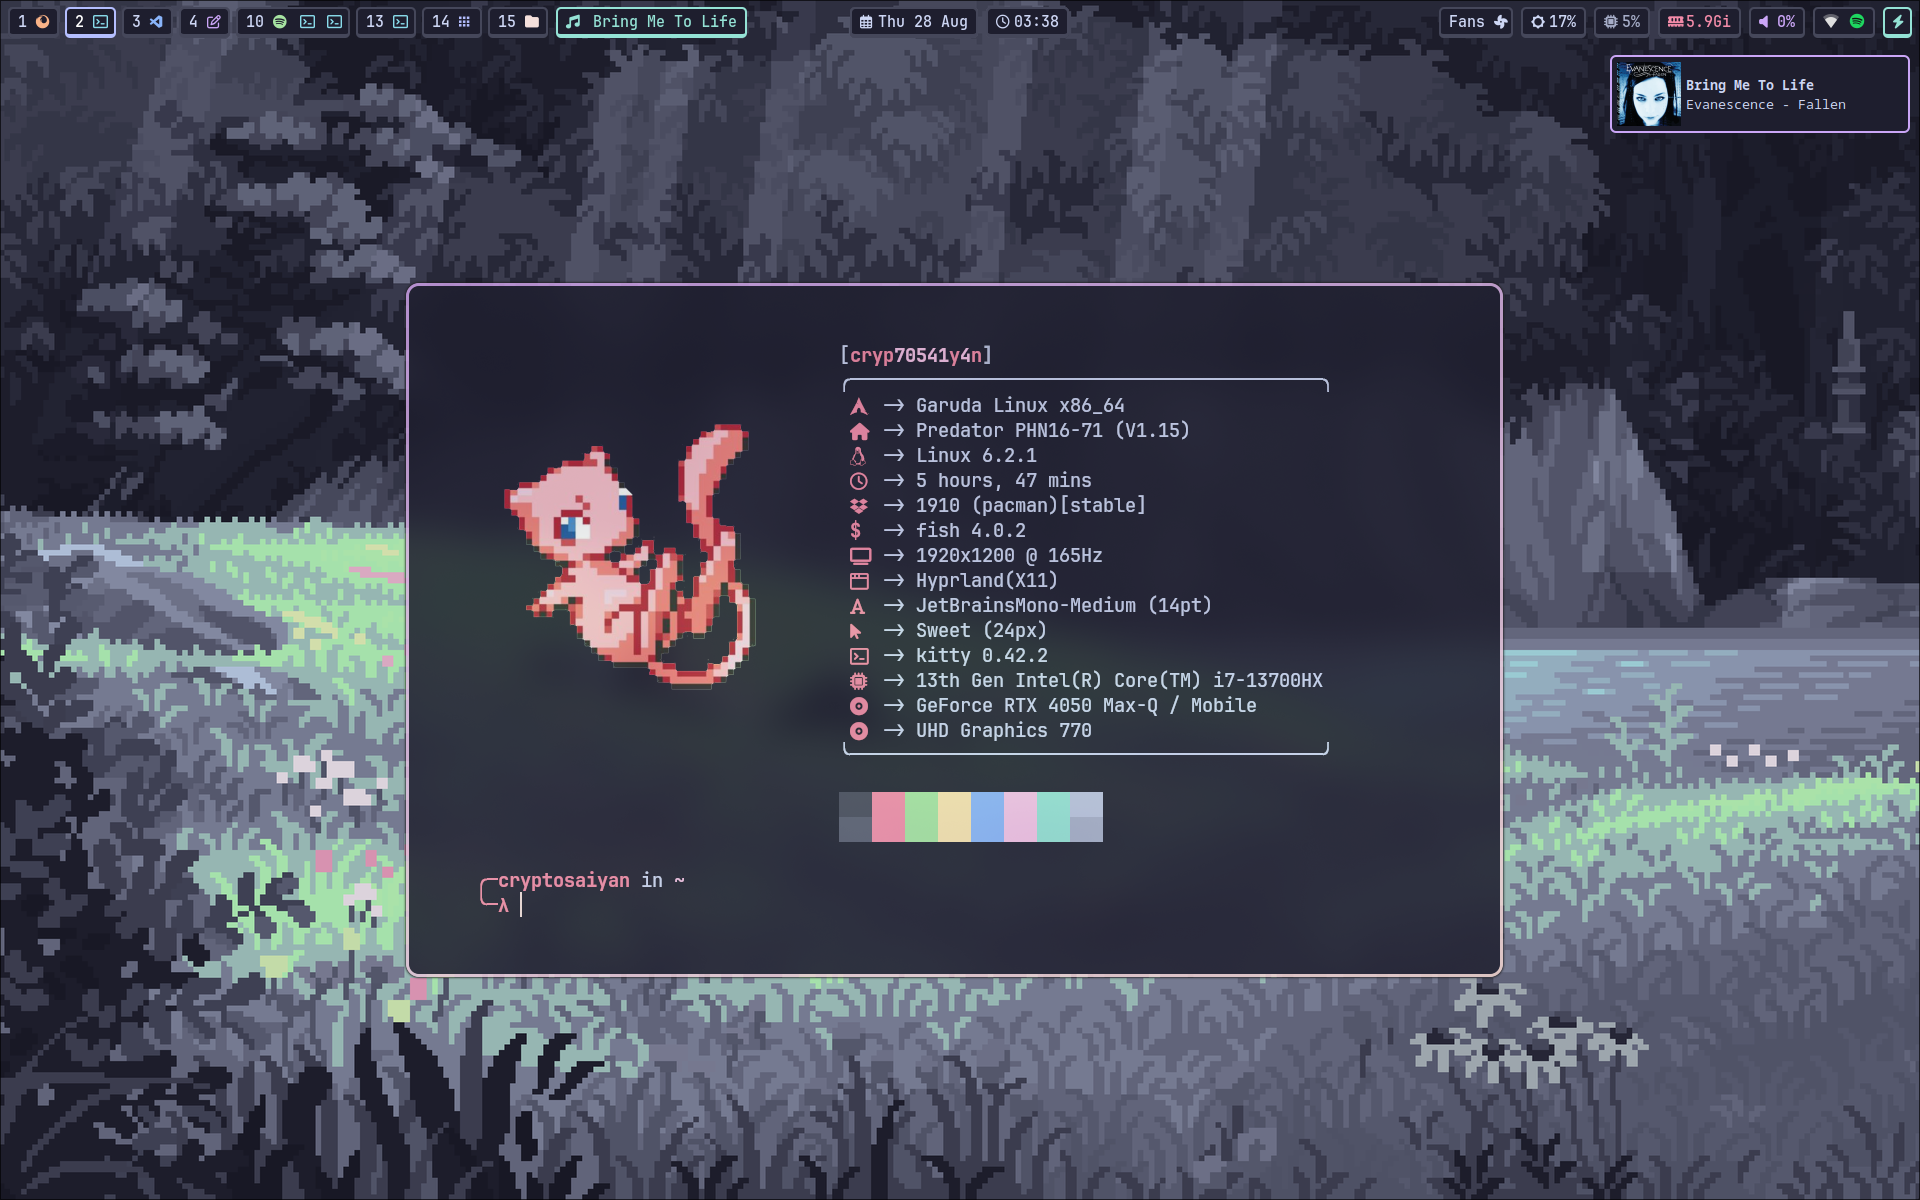 1 2 3 4 10 13 14 15 Bring Me To Life Thu 28 Aug 03:38 Fans 17% 5% 5.9Gi 0%
EVANESCENCE
Bring Me To Life
Evanescence - Fallen
[cryp70541y4n]
→ Garuda Linux x86_64
→ Predator PHN16-71 (V1.15)
→ Linux 6.2.1
→ 5 hours, 47 mins
→ 1910 (pacman)[stable]
$ → fish 4.0.2
→ 1920x1200 @ 165Hz
→ Hyprland(X11)
A → JetBrainsMono-Medium (14pt)
→ Sweet (24px)
→ kitty 0.42.2
→ 13th Gen Intel(R) Core(TM) i7-13700HX
→ GeForce RTX 4050 Max-Q / Mobile
→ UHD Graphics 770
cryptosaiyan in ~
λ